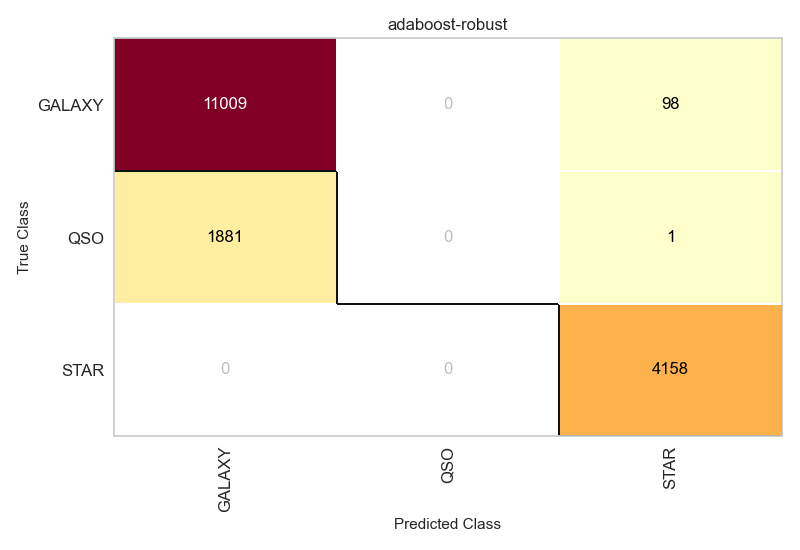 adaboost-robust
GALAXY 11009 0 98
QSO 1881 0 1
STAR 0 0 4158
GALAXY QSO STAR
True Class
Predicted Class